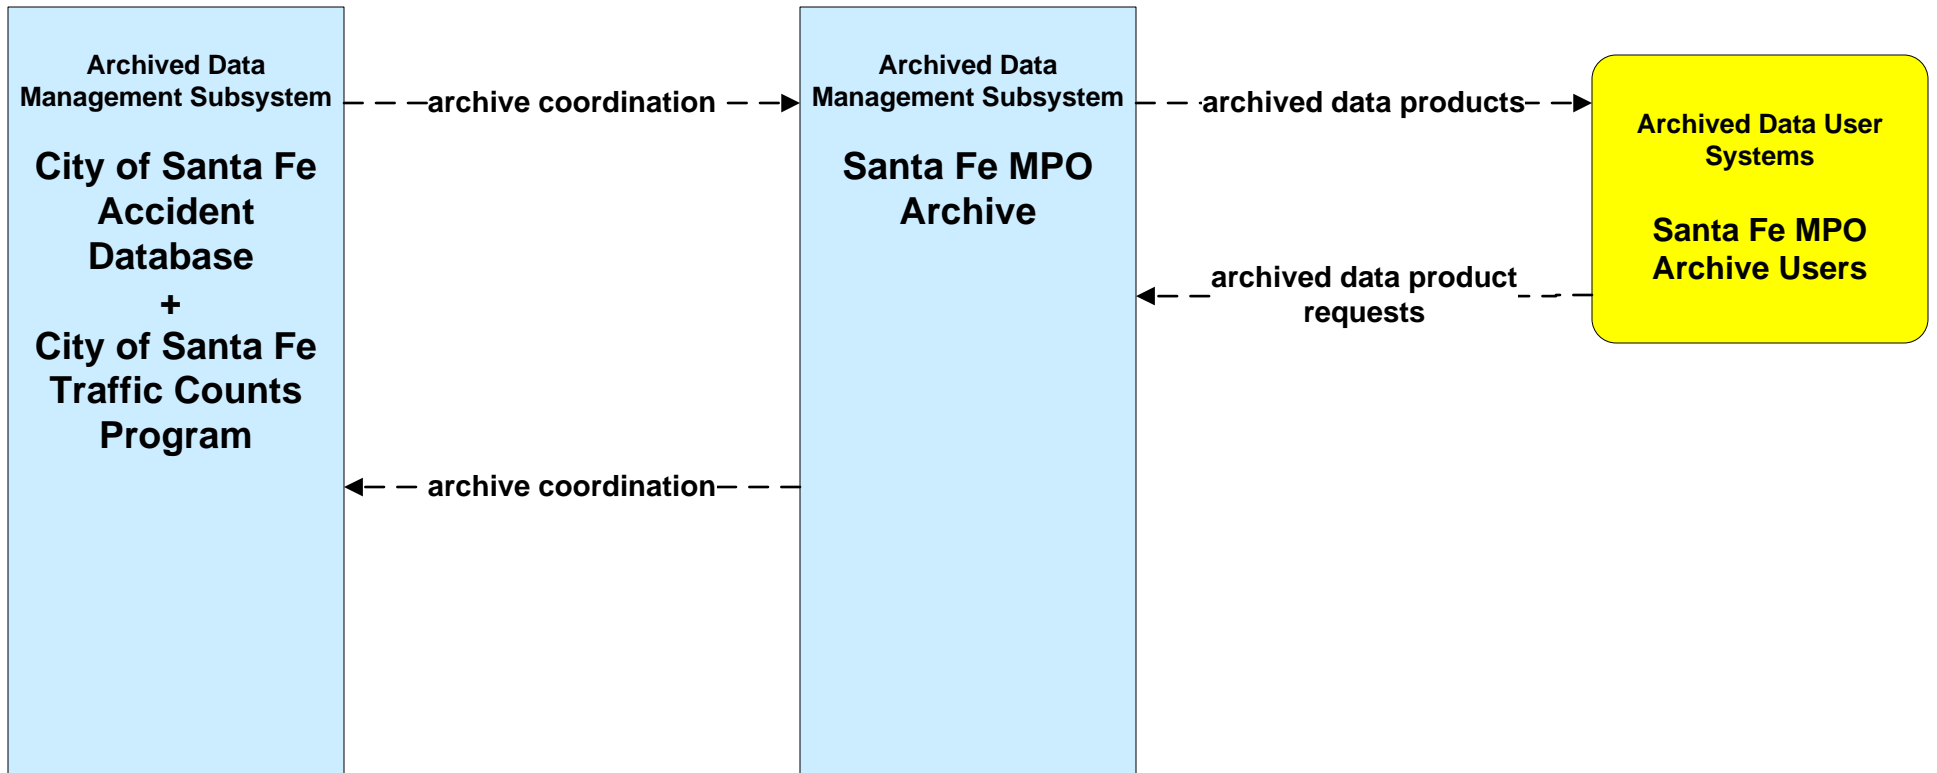 Archived Data
Management Subsystem
City of Santa Fe
Accident
Database
+
City of Santa Fe
Traffic Counts
Program
archive coordination
archive coordination
Archived Data
Management Subsystem
Santa Fe MPO
Archive
archived data products
archived data product
requests
Archived Data User
Systems
Santa Fe MPO
Archive Users